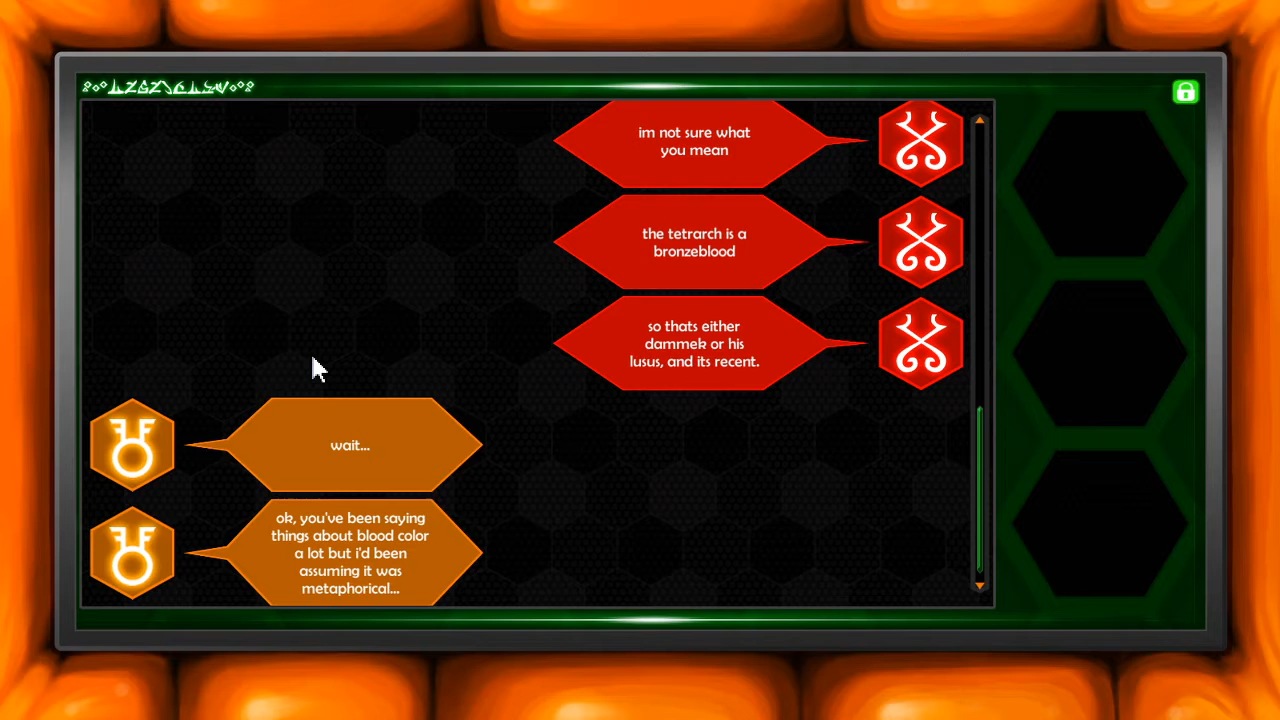 im not sure what
you mean
the tetrarch is a
bronzeblood
so thats either
dammek or his
lusus, and its recent.
wait...
ok, you've been saying
things about blood color
a lot but i'd been
assuming it was
metaphorical...